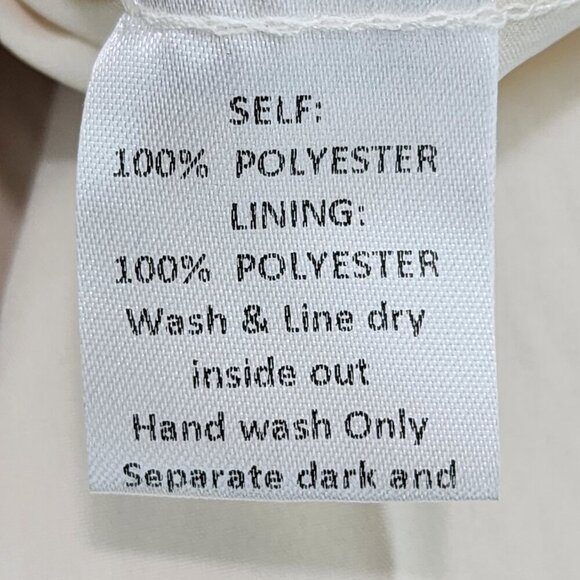 SELF:
100% POLYESTER
LINING:
100% POLYESTER
Wash & Line dry
inside out
Hand wash Only
Separate dark and